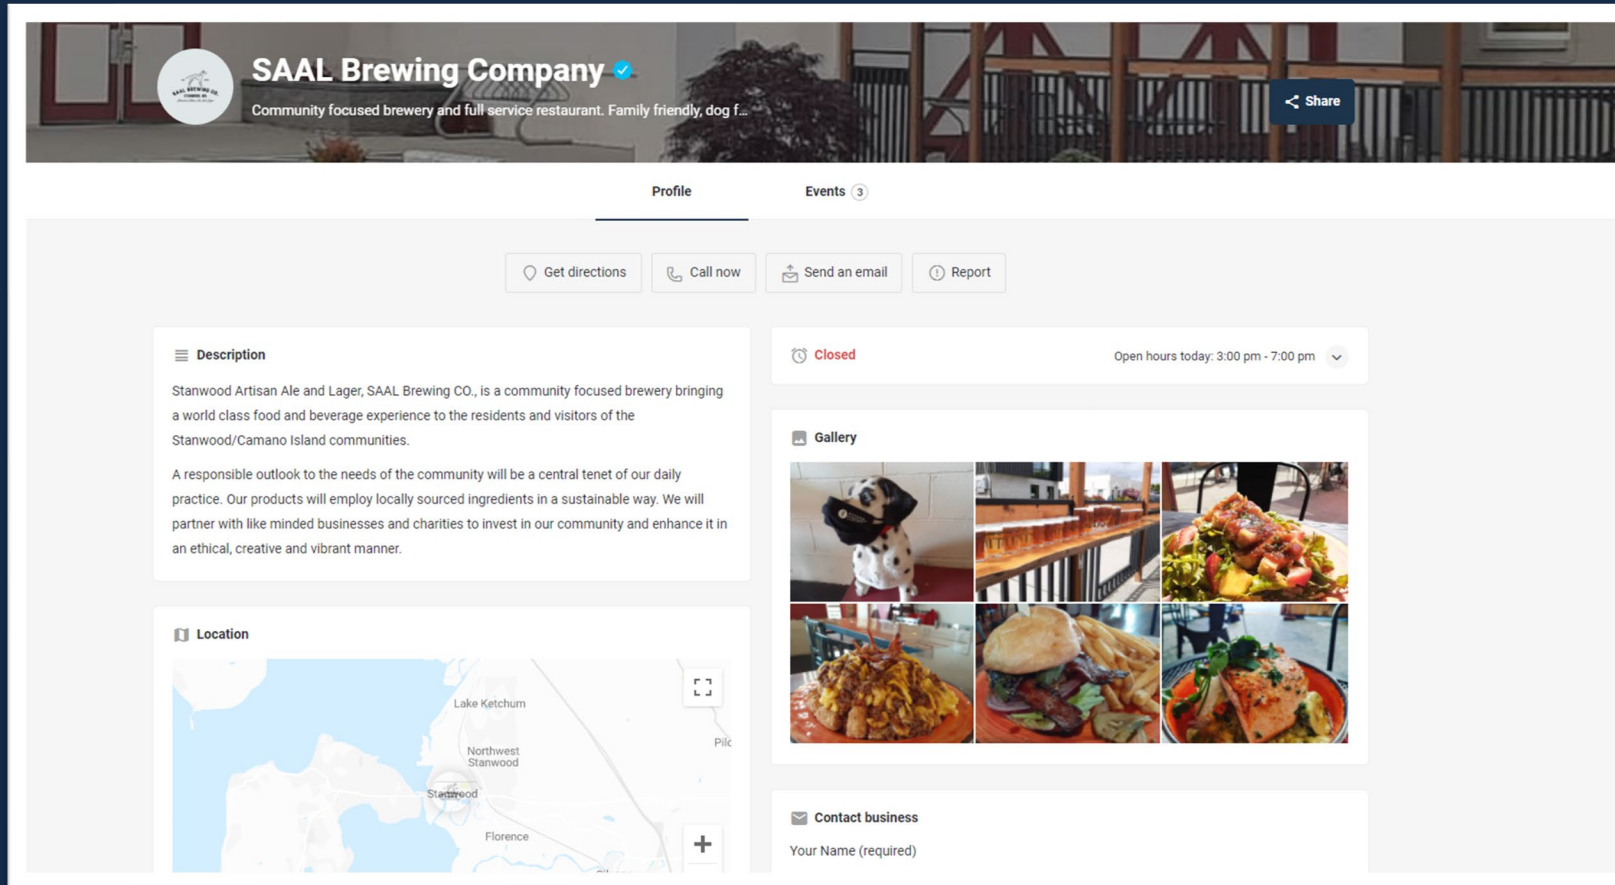 SAAL Brewing Company
Community focused brewery and full service restaurant. Family friendly, dog f...
SAAL BREWING CO.
Share
Profile
Events 3
Get directions
Call now
Send an email
Report
Description
Stanwood Artisan Ale and Lager, SAAL Brewing CO., is a community focused brewery bringing
a world class food and beverage experience to the residents and visitors of the
Stanwood/Camano Island communities.
A responsible outlook to the needs of the community will be a central tenet of our daily
practice. Our products will employ locally sourced ingredients in a sustainable way. We will
partner with like minded businesses and charities to invest in our community and enhance it in
an ethical, creative and vibrant manner.
Location
Lake Ketchum
Northwest
Stanwood
Pilc
Stanwood
Florence
Closed
Open hours today: 3:00 pm - 7:00 pm
Gallery
Contact business
Your Name (required)